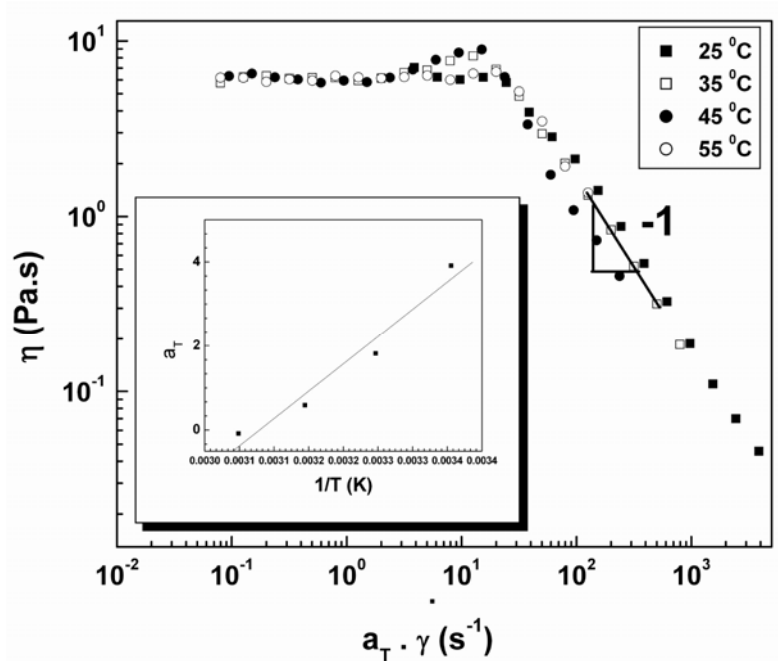 25 ⁰C
35 ⁰C
45 ⁰C
55 ⁰C
10¹
10⁰
10⁻¹
η (Pa.s)
-1
4
2
0
a_T
0.0030 0.0031 0.0031 0.0032 0.0032 0.0033 0.0033 0.0034 0.0034
1/T (K)
10⁻² 10⁻¹ 10⁰ 10¹ 10² 10³
a_T . γ̇ (s⁻¹)